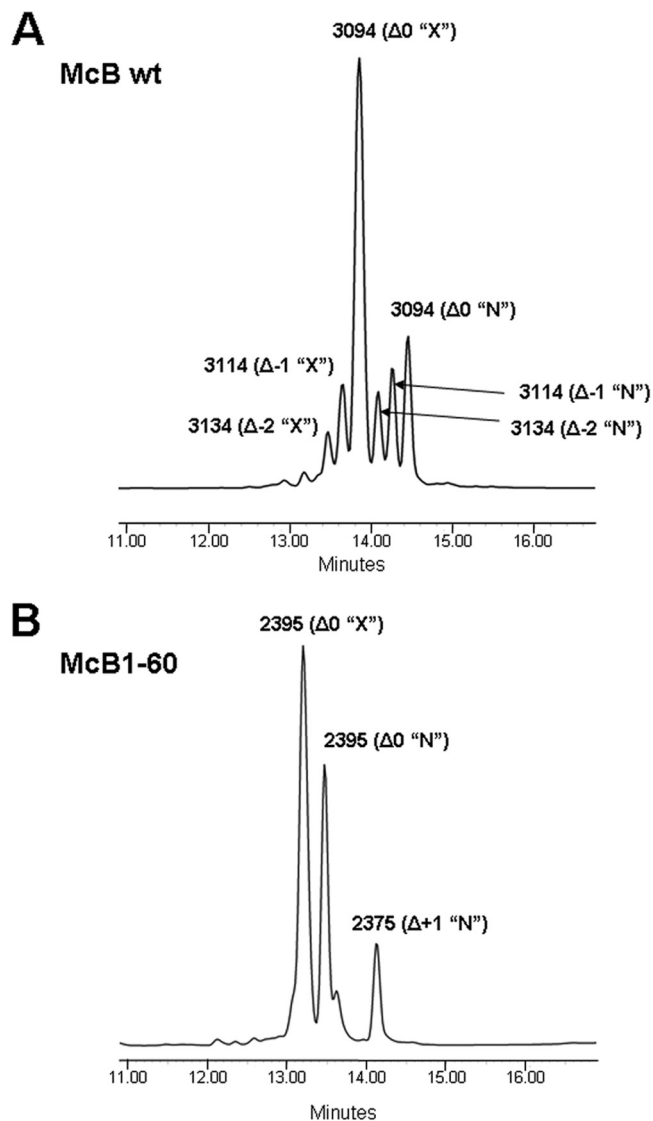 A
McB wt
3094 (Δ0 “X”)
3094 (Δ0 “N”)
3114 (Δ-1 “X”)
3114 (Δ-1 “N”)
3134 (Δ-2 “X”)
3134 (Δ-2 “N”)
11.00 12.00 13.00 14.00 15.00 16.00
Minutes
B
2395 (Δ0 “X”)
McB1-60
2395 (Δ0 “N”)
2375 (Δ+1 “N”)
11.00 12.00 13.00 14.00 15.00 16.00
Minutes